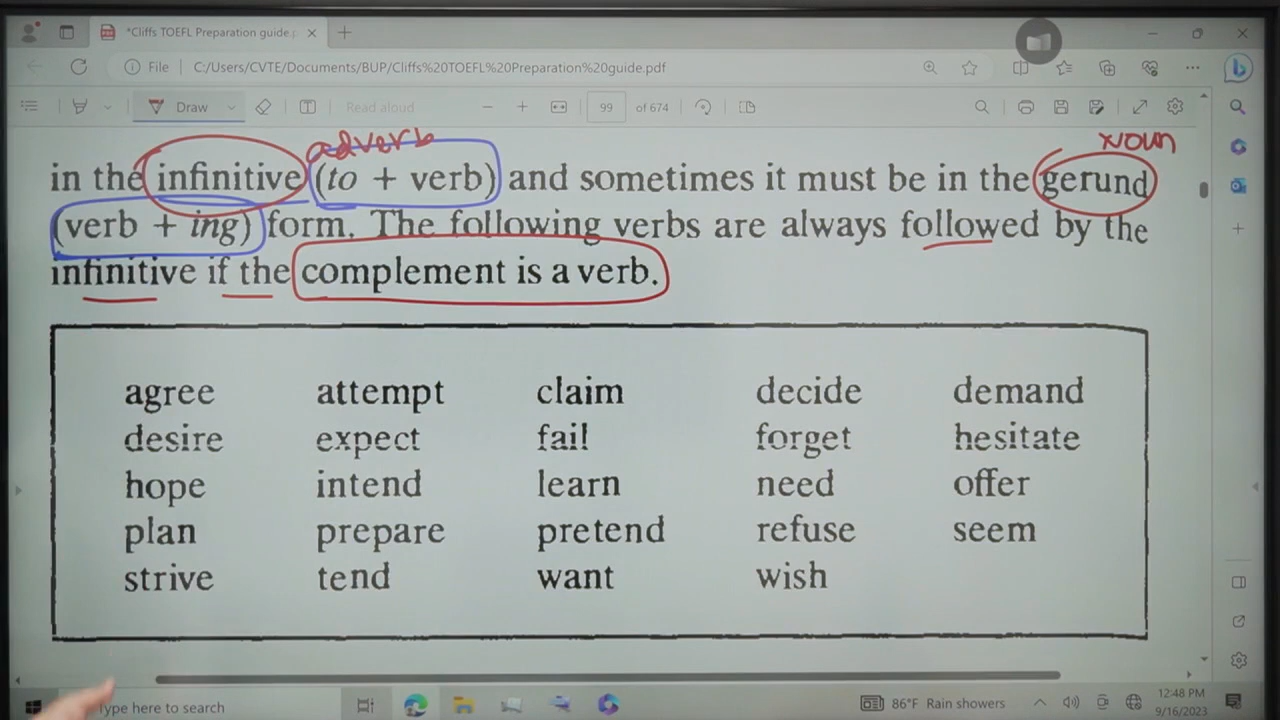 *Cliffs TOEFL Preparation guide.p
File C:/Users/CVTE/Documents/BUP/Cliffs%20TOEFL%20Preparation%20guide.pdf
Draw Read aloud 99 of 674
adverb
noun
in the infinitive (to + verb) and sometimes it must be in the gerund
(verb + ing) form. The following verbs are always followed by the
infinitive if the complement is a verb.
agree attempt claim decide demand
desire expect fail forget hesitate
hope intend learn need offer
plan prepare pretend refuse seem
strive tend want wish
Type here to search
86°F Rain showers
12:48 PM
9/16/2023